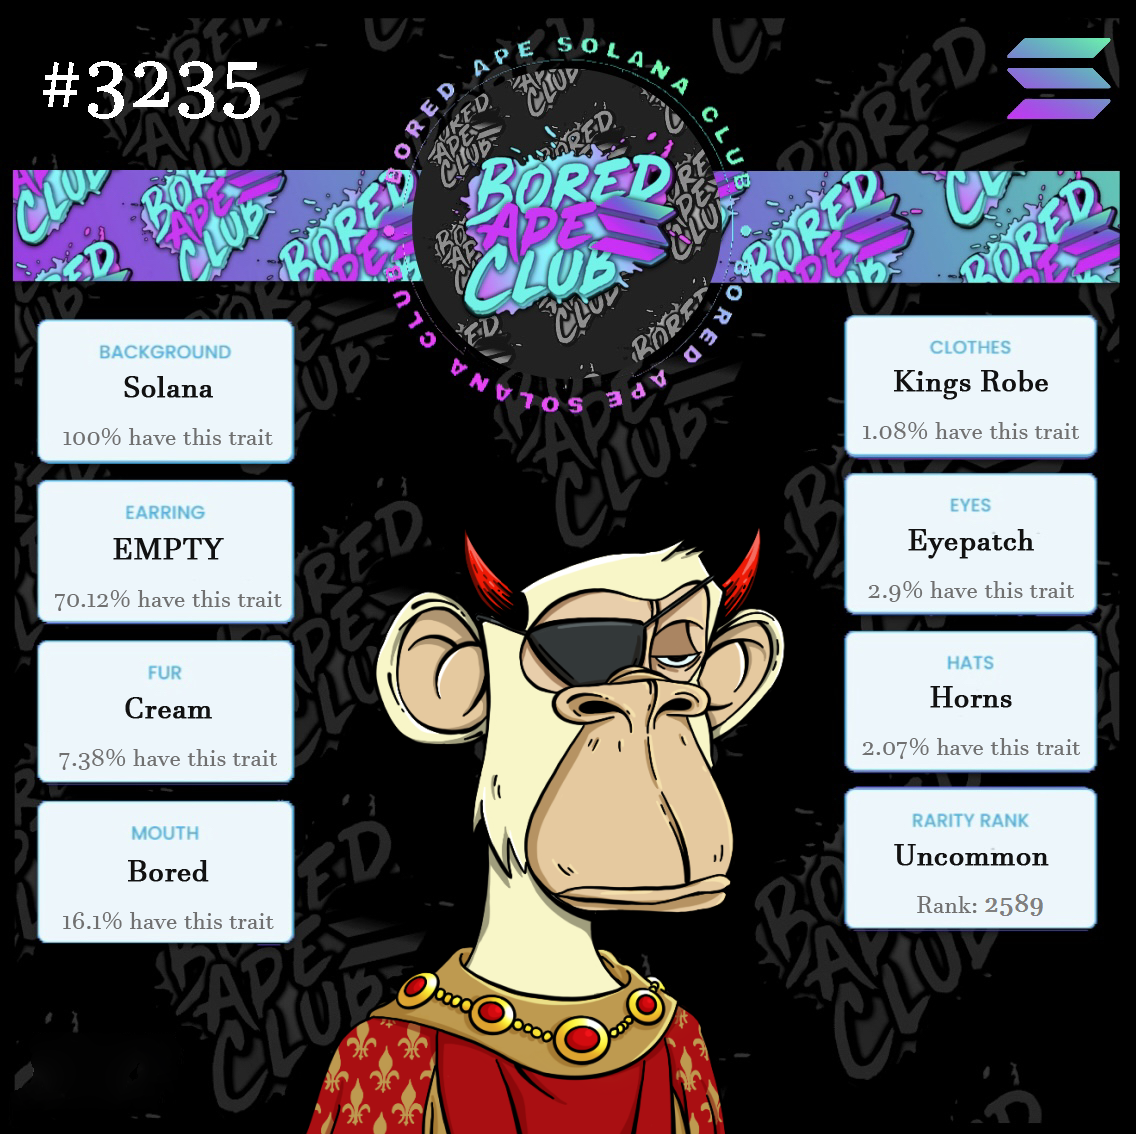 #3235
BORED APE SOLANA CLUB
BORED APE SOLANA CLUB
BORED
APE
CLUB
BACKGROUND
Solana
100% have this trait
EARRING
EMPTY
70.12% have this trait
FUR
Cream
7.38% have this trait
MOUTH
Bored
16.1% have this trait
CLOTHES
Kings Robe
1.08% have this trait
EYES
Eyepatch
2.9% have this trait
HATS
Horns
2.07% have this trait
RARITY RANK
Uncommon
Rank: 2589